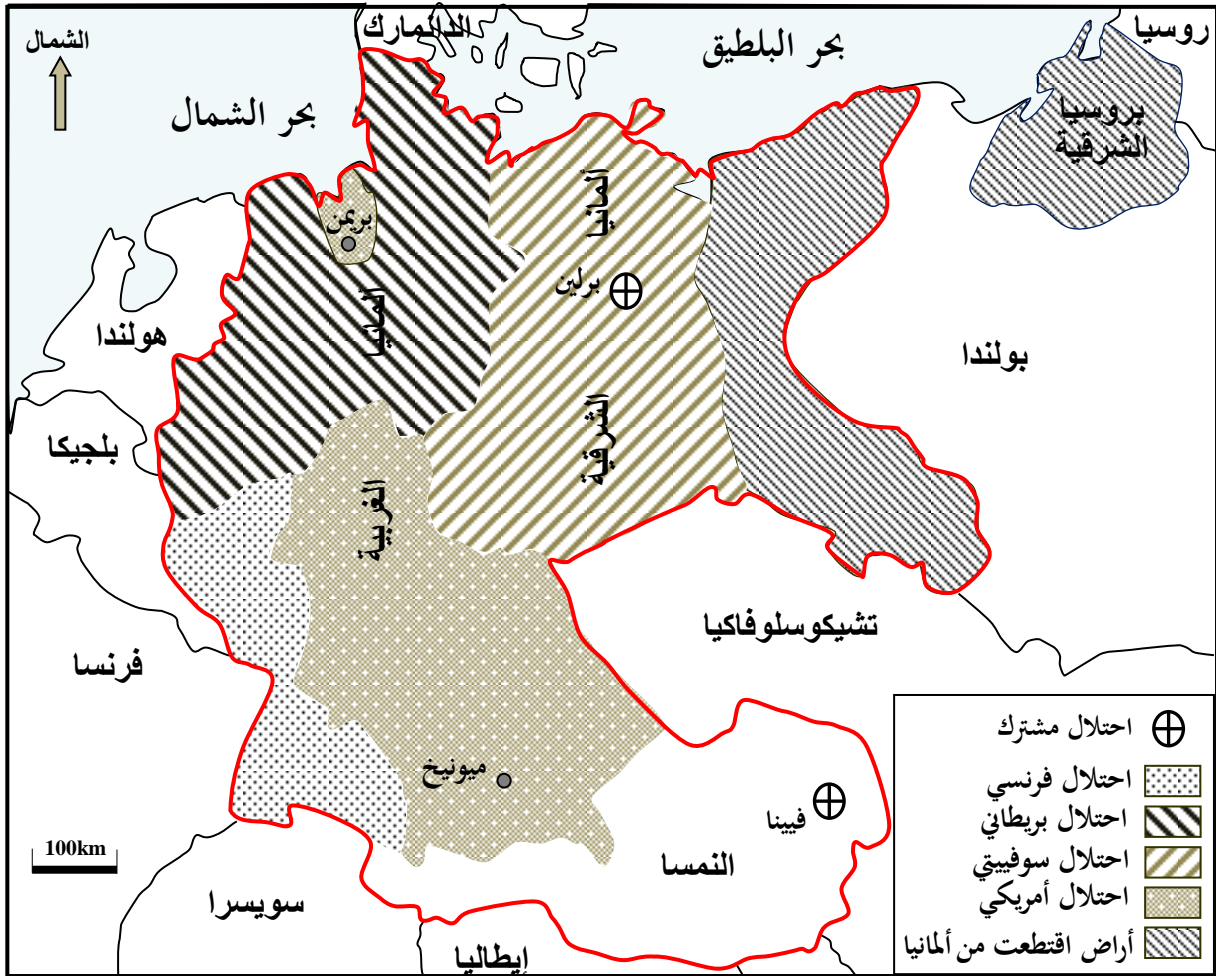 الشمال
الدانمارك
بحر البلطيق
روسيا
بحر الشمال
بروسيا
الشرقية
ألمانيا
بريمن
برلين
ألمانيا
هولندا
بولندا
بلجيكا
الشرقية
الغربية
تشيكوسلوفاكيا
فرنسا
ميونيخ
فيينا
النمسا
100km
سويسرا
إيطاليا
احتلال مشترك
احتلال فرنسي
احتلال بريطاني
احتلال سوفييتي
احتلال أمريكي
أراض اقتطعت من ألمانيا